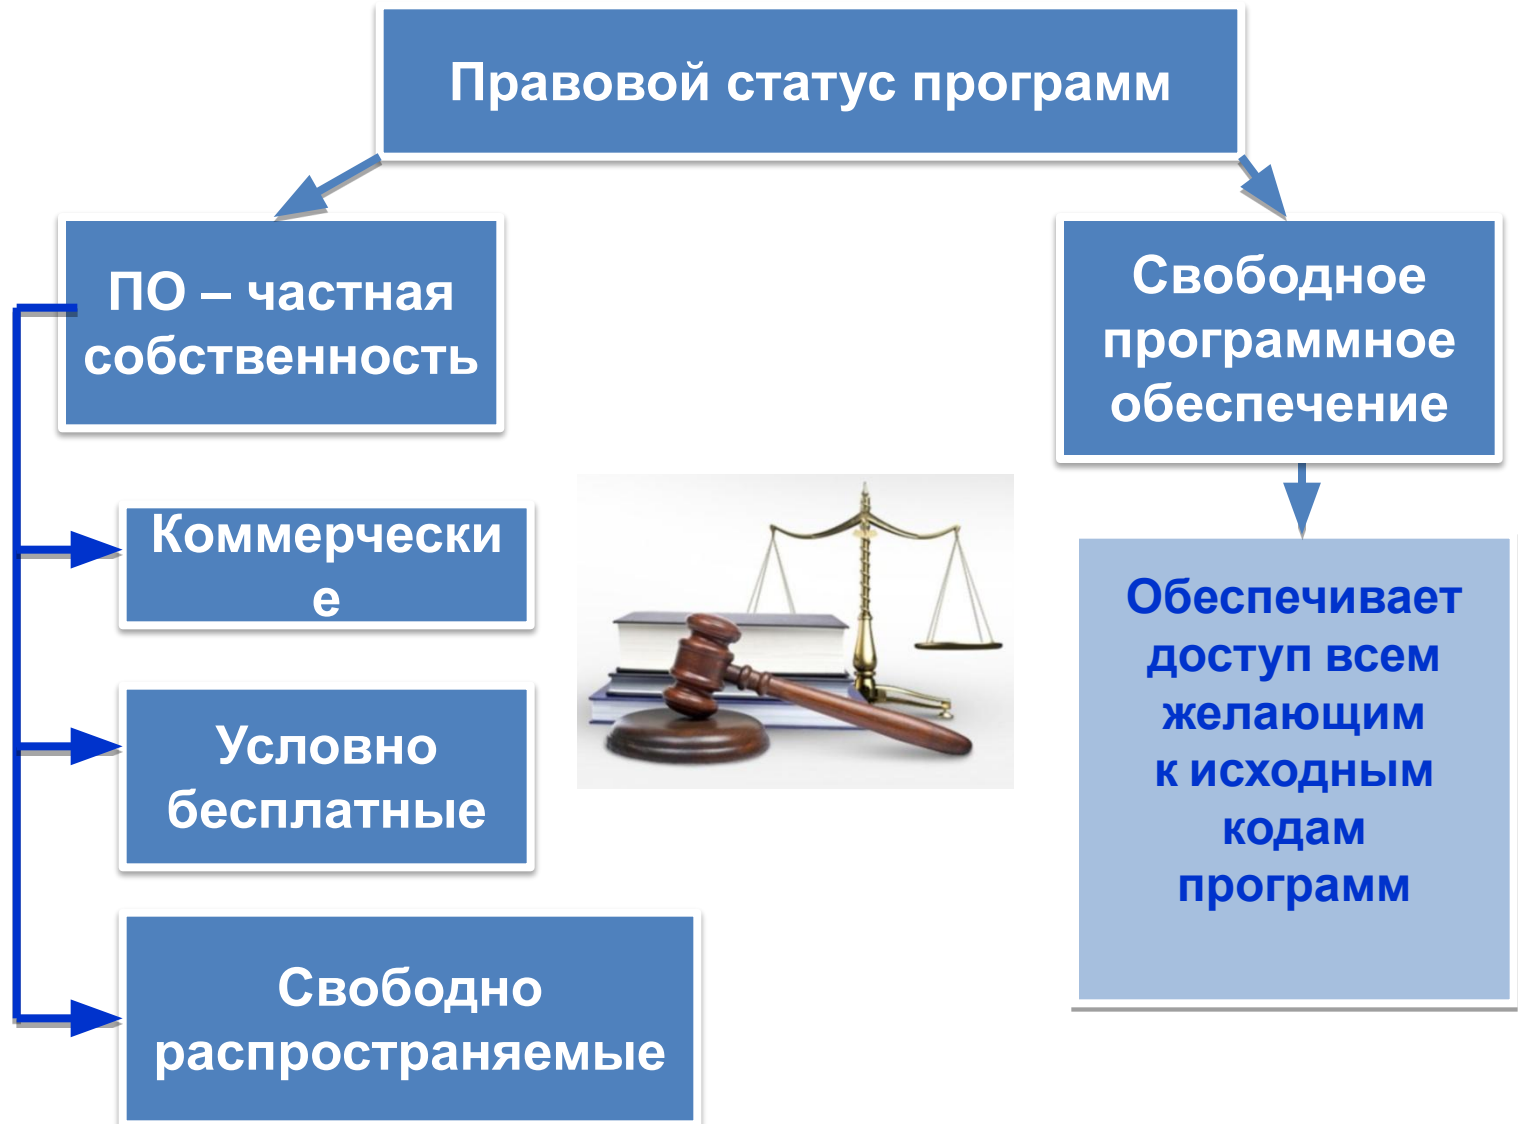 Правовой статус программ
ПО – частная
собственность
Коммерчески
е
Условно
бесплатные
Свободно
распространяемые
Свободное
программное
обеспечение
Обеспечивает
доступ всем
желающим
к исходным
кодам
программ